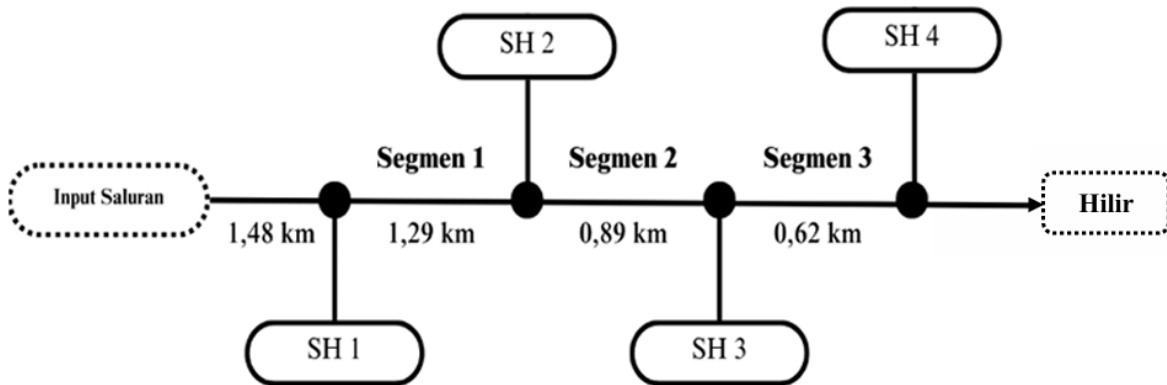 SH 2
SH 4
Segmen 1
Segmen 2
Segmen 3
Input Saluran
Hilir
1,48 km
1,29 km
0,89 km
0,62 km
SH 1
SH 3